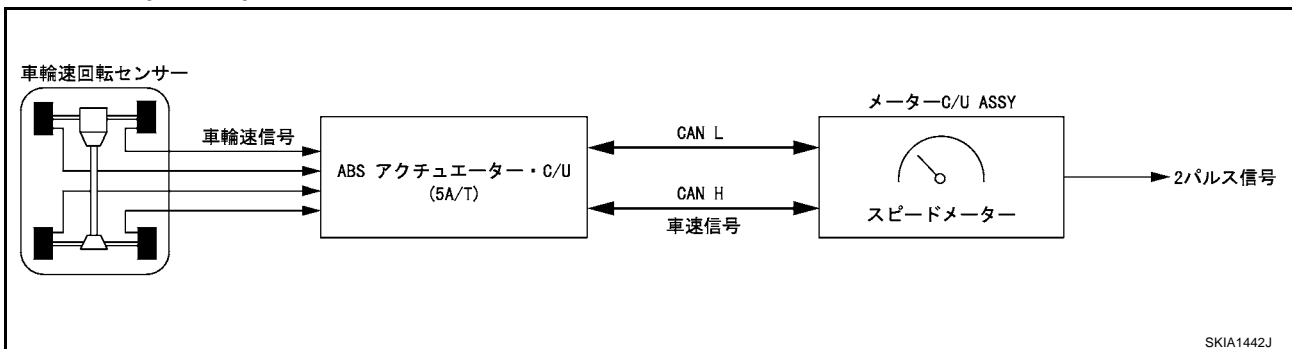 車輪速回転センサー
車輪速信号
ABS アクチュエーター・C/U
(5A/T)
CAN L
CAN H
車速信号
メーターC/U ASSY
スピードメーター
2パルス信号
SKIA1442J